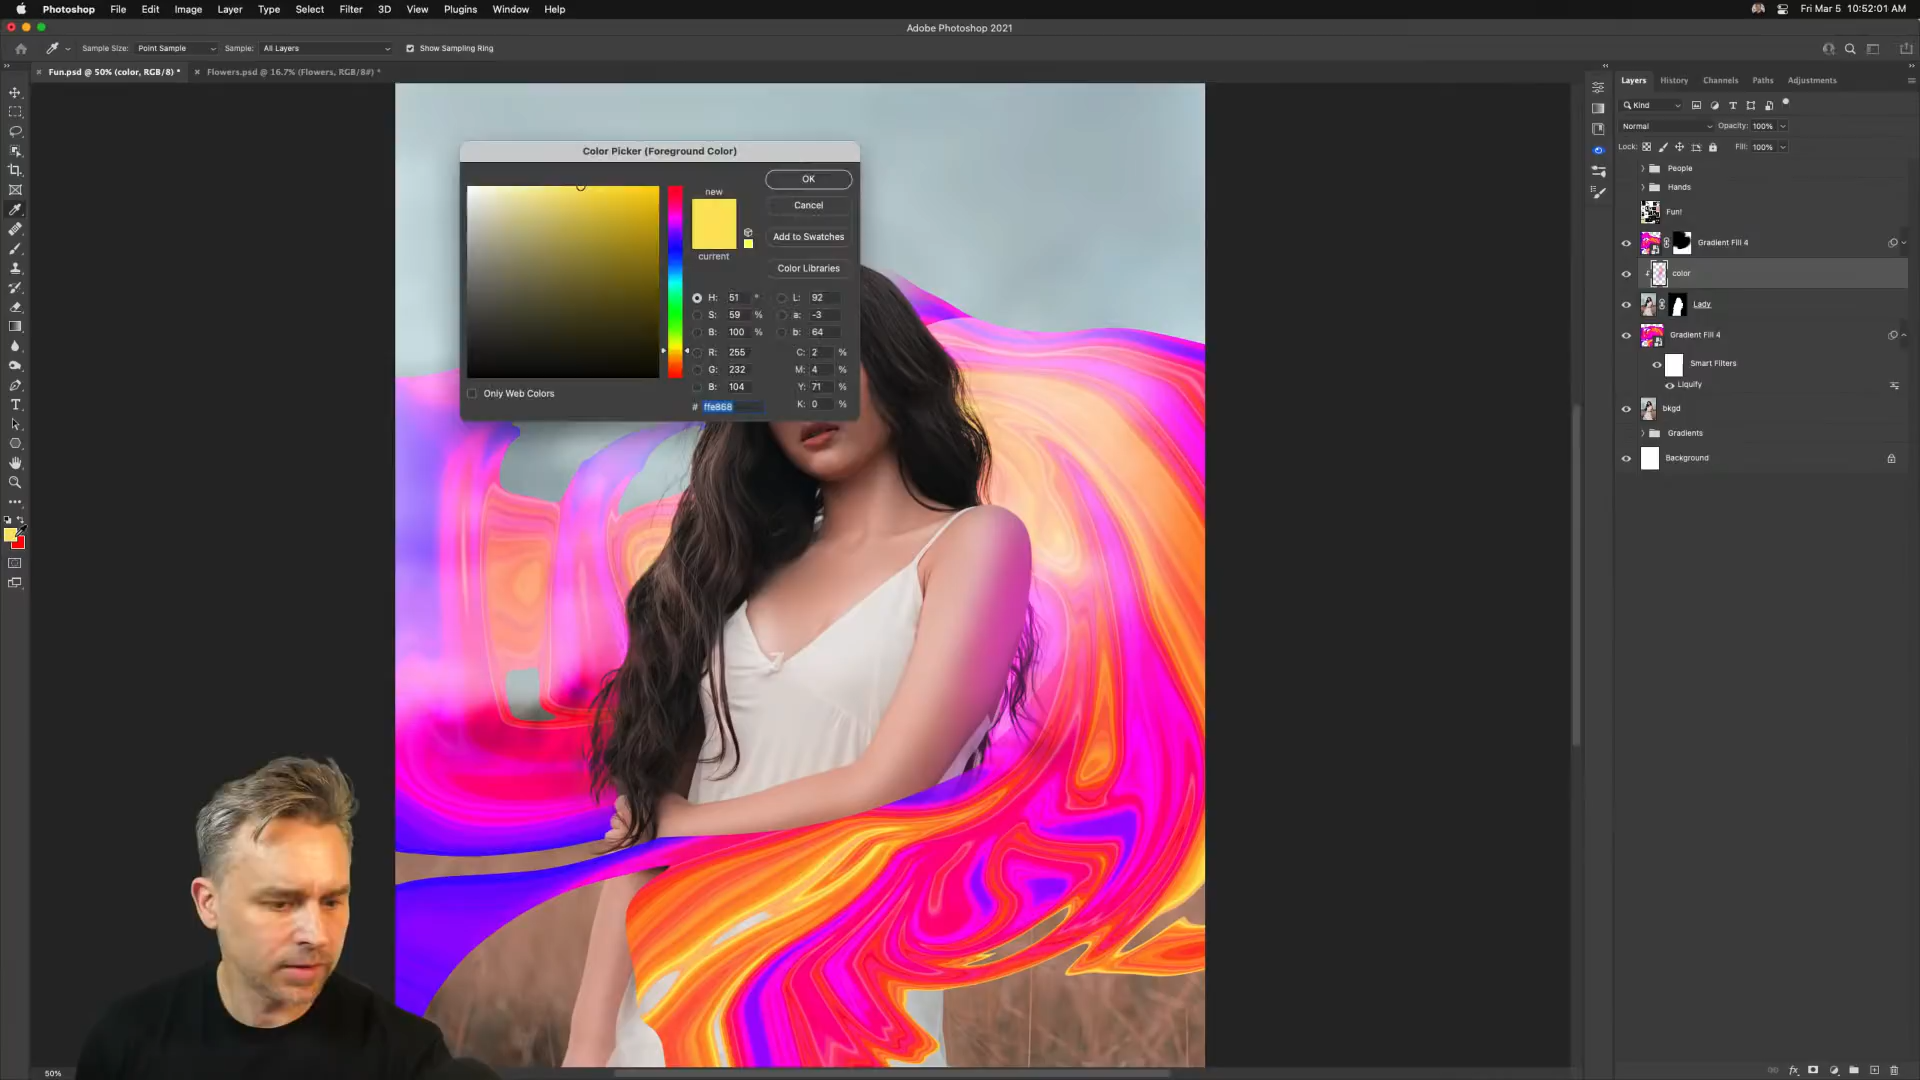 Photoshop File Edit Image Layer Type Select Filter 3D View Plugins Window Help
Fri Mar 5 10:52:01 AM
Adobe Photoshop 2021
Sample Size: Point Sample Sample: All Layers Show Sampling Ring
Fun.psd @ 50% (color, RGB/8) *
Flowers.psd @ 16.7% (Flowers, RGB/8#) *
Color Picker (Foreground Color)
new
current
OK
Cancel
Add to Swatches
Color Libraries
H: 51 °
S: 59 %
B: 100 %
R: 255
G: 232
B: 104
# ffe868
L: 92
a: -3
b: 64
C: 2 %
M: 4 %
Y: 71 %
K: 0 %
Only Web Colors
Layers History Channels Paths Adjustments
Kind
Normal Opacity: 100%
Lock: Fill: 100%
People
Hands
Fun!
Gradient Fill 4
color
Lady
Gradient Fill 4
Smart Filters
Liquify
bkgd
Gradients
Background
fx
50%